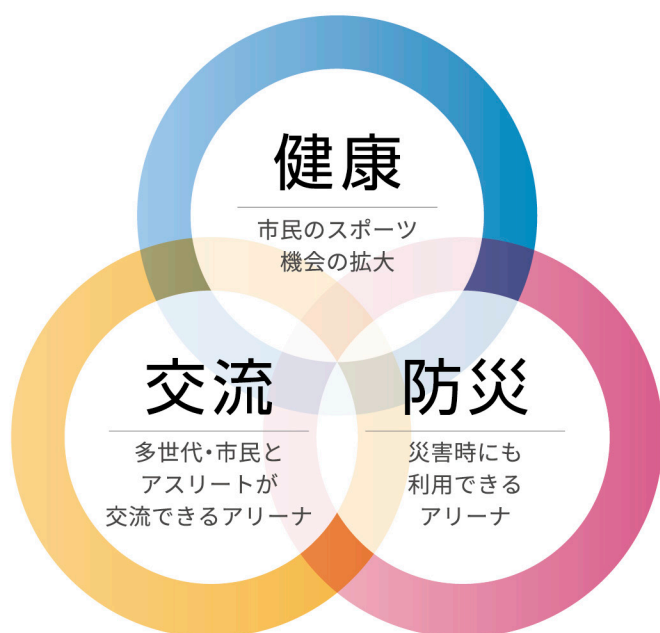 健康
市民のスポーツ
機会の拡大
交流
多世代・市民と
アスリートが
交流できるアリーナ
防災
災害時にも
利用できる
アリーナ